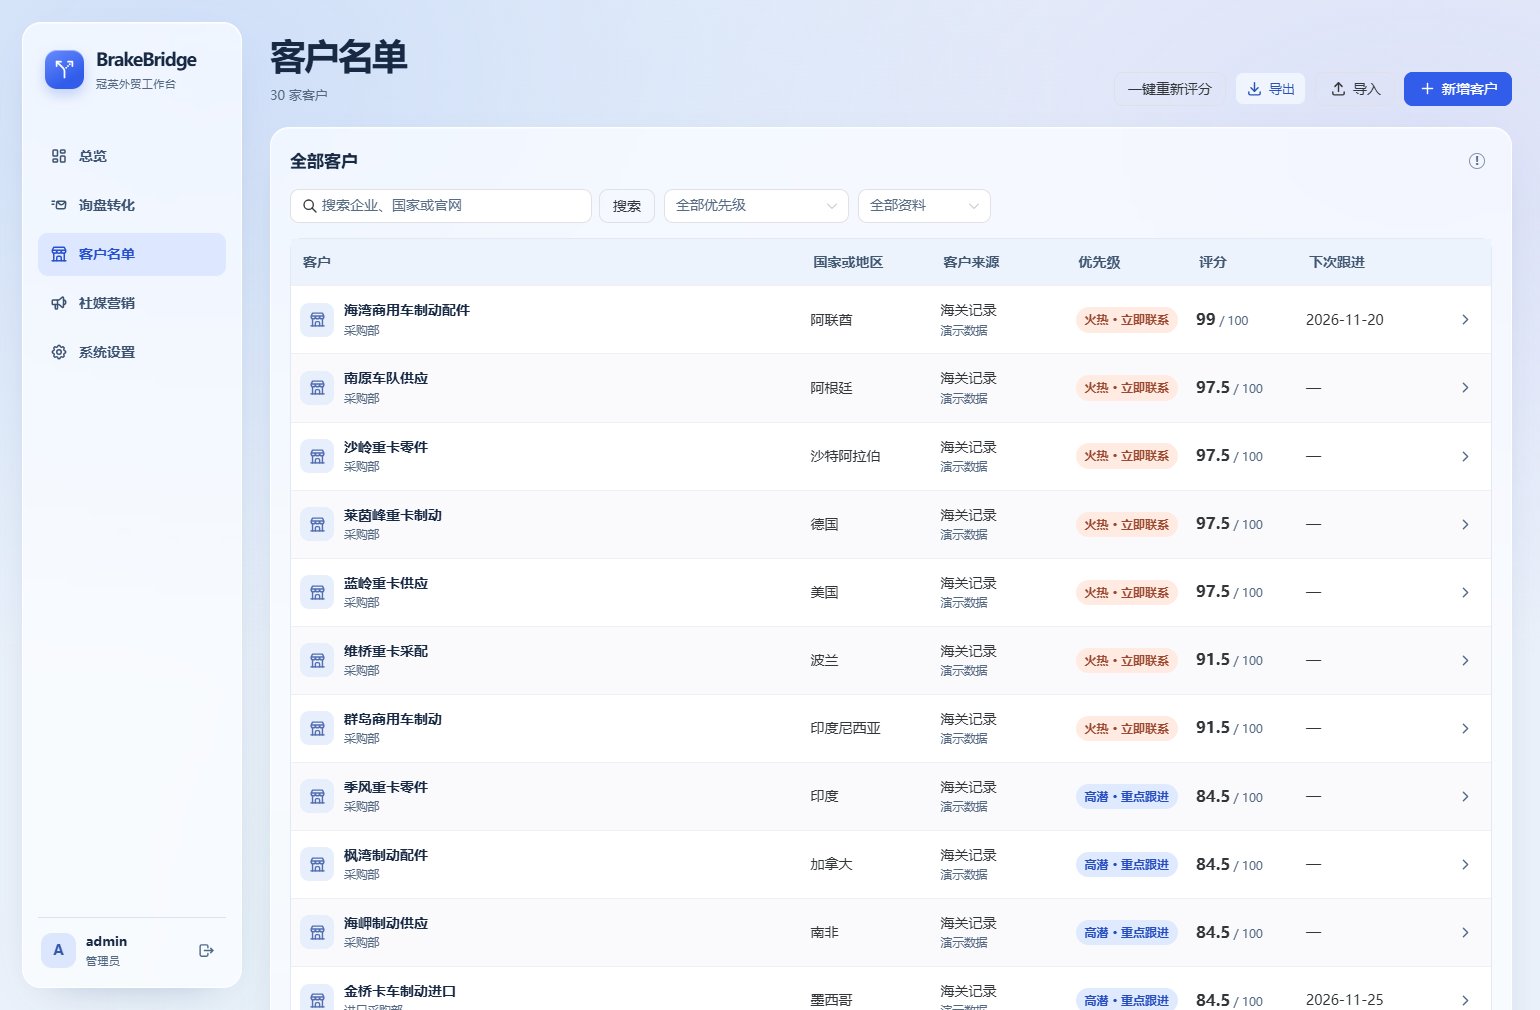 BrakeBridge
冠英外贸工作台
总览
询盘转化
客户名单
社媒营销
系统设置
A
admin
管理员
客户名单
30 家客户
一键重新评分
导出
导入
新增客户
全部客户
搜索企业、国家或官网
搜索
全部优先级
全部资料
客户 国家或地区 客户来源 优先级 评分 下次跟进
海湾商用车制动配件
采购部
阿联酋
海关记录
演示数据
火热・立即联系
99 / 100
2026-11-20
南原车队供应
采购部
阿根廷
海关记录
演示数据
火热・立即联系
97.5 / 100
—
沙岭重卡零件
采购部
沙特阿拉伯
海关记录
演示数据
火热・立即联系
97.5 / 100
—
莱茵峰重卡制动
采购部
德国
海关记录
演示数据
火热・立即联系
97.5 / 100
—
蓝岭重卡供应
采购部
美国
海关记录
演示数据
火热・立即联系
97.5 / 100
—
维桥重卡采配
采购部
波兰
海关记录
演示数据
火热・立即联系
91.5 / 100
—
群岛商用车制动
采购部
印度尼西亚
海关记录
演示数据
火热・立即联系
91.5 / 100
—
季风重卡零件
采购部
印度
海关记录
演示数据
高潜・重点跟进
84.5 / 100
—
枫湾制动配件
采购部
加拿大
海关记录
演示数据
高潜・重点跟进
84.5 / 100
—
海岬制动供应
采购部
南非
海关记录
演示数据
高潜・重点跟进
84.5 / 100
—
金桥卡车制动进口
进口采购部
墨西哥
海关记录
演示数据
高潜・重点跟进
84.5 / 100
2026-11-25